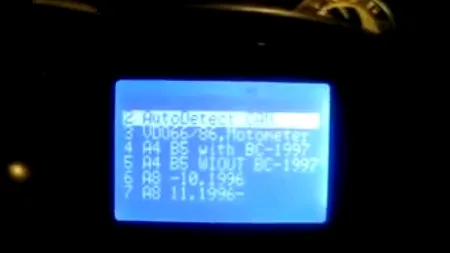 2 AutoDetect CAN
3 VDO66/86,Motometer
4 A4 B5 with BC-1997
5 A4 B5 WIOUT BC-1997
6 A8 -10.1996
7 A8 11.1996-